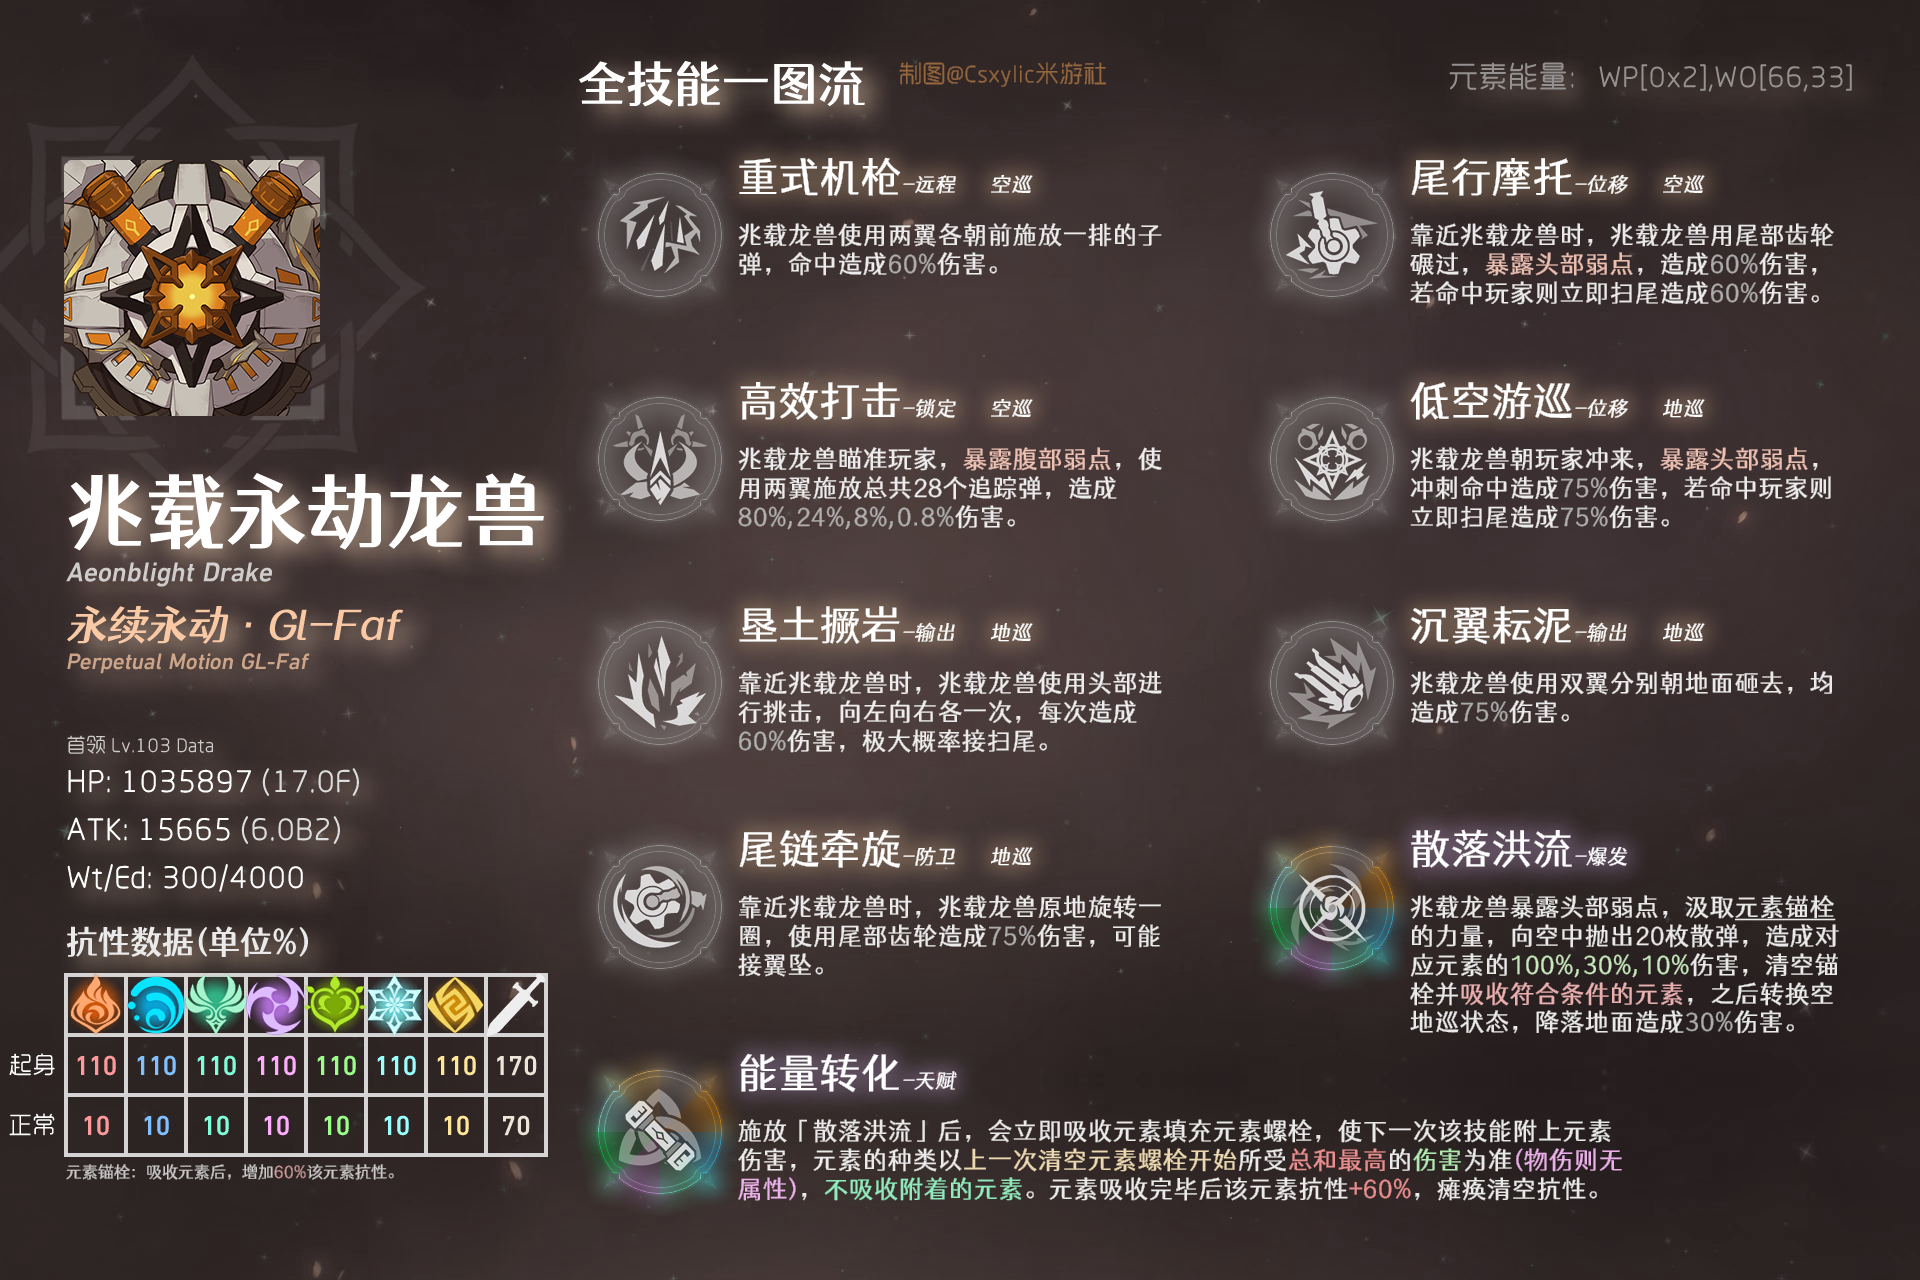 全技能一图流
制图@Csxylic米游社
元素能量: WP[0x2],WO[66,33]
兆载永劫龙兽
Aeonblight Drake
永续永动 · Gl-Faf
Perpetual Motion GL-Faf
首领 Lv.103 Data
HP: 1035897 (17.0F)
ATK: 15665 (6.0B2)
Wt/Ed: 300/4000
抗性数据(单位%)
起身 110 110 110 110 110 110 110 170
正常 10 10 10 10 10 10 10 70
元素锚栓: 吸收元素后, 增加60%该元素抗性。
重式机枪-远程 空巡
兆载龙兽使用两翼各朝前施放一排的子
弹, 命中造成60%伤害。
尾行摩托-位移 空巡
靠近兆载龙兽时, 兆载龙兽用尾部齿轮
碾过, 暴露头部弱点, 造成60%伤害,
若命中玩家则立即扫尾造成60%伤害。
高效打击-锁定 空巡
兆载龙兽瞄准玩家, 暴露腹部弱点, 使
用两翼施放总共28个追踪弹, 造成
80%,24%,8%,0.8%伤害。
低空游巡-位移 地巡
兆载龙兽朝玩家冲来, 暴露头部弱点,
冲刺命中造成75%伤害, 若命中玩家则
立即扫尾造成75%伤害。
垦土撅岩-输出 地巡
靠近兆载龙兽时, 兆载龙兽使用头部进
行挑击, 向左向右各一次, 每次造成
60%伤害, 极大概率接扫尾。
沉翼耘泥-输出 地巡
兆载龙兽使用双翼分别朝地面砸去, 均
造成75%伤害。
尾链牵旋-防卫 地巡
靠近兆载龙兽时, 兆载龙兽原地旋转一
圈, 使用尾部齿轮造成75%伤害, 可能
接翼坠。
散落洪流-爆发
兆载龙兽暴露头部弱点, 汲取元素锚栓
的力量, 向空中抛出20枚散弹, 造成对
应元素的100%,30%,10%伤害, 清空锚
栓并吸收符合条件的元素, 之后转换空
地巡状态, 降落地面造成30%伤害。
能量转化-天赋
施放「散落洪流」后, 会立即吸收元素填充元素螺栓, 使下一次该技能附上元素
伤害, 元素的种类以上一次清空元素螺栓开始所受总和最高的伤害为准(物伤则无
属性), 不吸收附着的元素。元素吸收完毕后该元素抗性+60%, 瘫痪清空抗性。